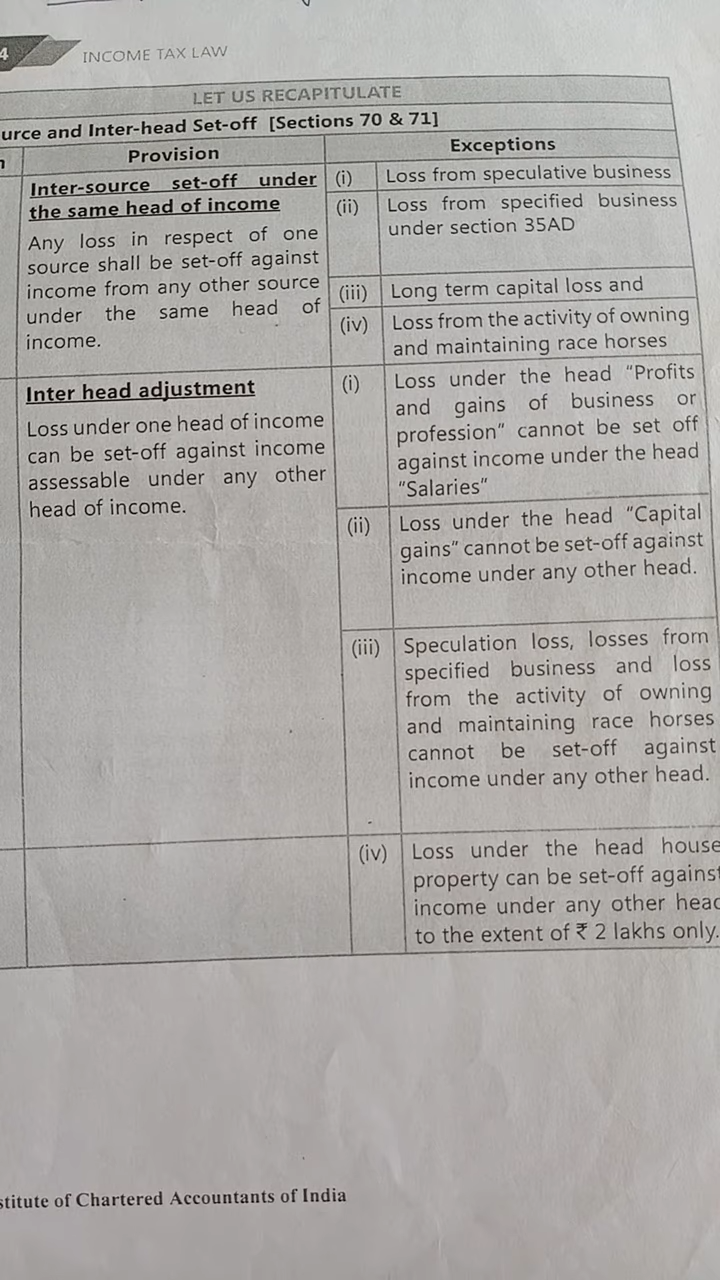 4
INCOME TAX LAW
LET US RECAPITULATE
and Inter-head Set-off [Sections 70 & 71]
Provision
Exceptions
Inter-source set-off under
the same head of income
Any loss in respect of one
source shall be set-off against
income from any other source
under the same head of
income.
(i) Loss from speculative business
(ii) Loss from specified business
under section 35AD
(iii) Long term capital loss and
(iv) Loss from the activity of owning
and maintaining race horses
Inter head adjustment
Loss under one head of income
can be set-off against income
assessable under any other
head of income.
(i) Loss under the head "Profits
and gains of business or
profession" cannot be set off
against income under the head
"Salaries"
(ii) Loss under the head "Capital
gains" cannot be set-off against
income under any other head.
(iii) Speculation loss, losses from
specified business and loss
from the activity of owning
and maintaining race horses
cannot be set-off against
income under any other head.
(iv) Loss under the head house
property can be set-off against
income under any other head
to the extent of ₹ 2 lakhs only.
of Chartered Accountants of India